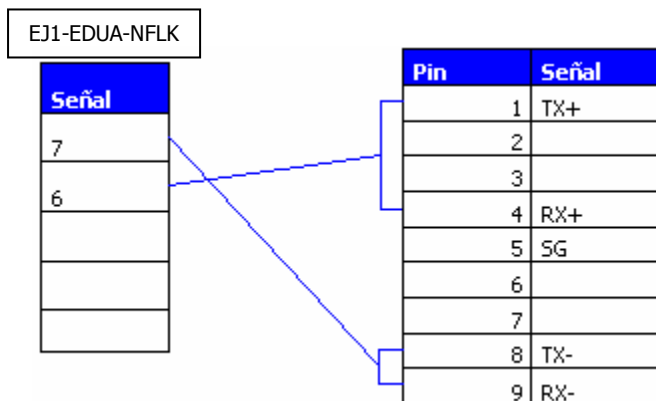 EJ1-EDUA-NFLK
Señal
7
6
Pin Señal
1 TX+
2
3
4 RX+
5 SG
6
7
8 TX-
9 RX-